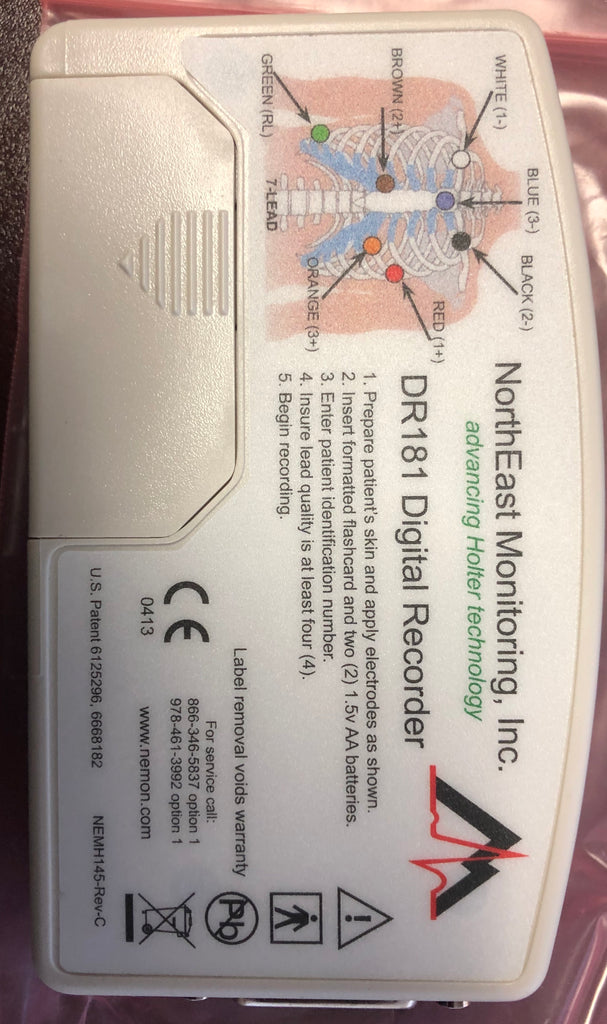 NorthEast Monitoring, Inc.
advancing Holter technology
DR181 Digital Recorder
WHITE (1-)
BLUE (3-)
BLACK (2-)
RED (1+)
BROWN (2+)
ORANGE (3+)
GREEN (RL)
7-LEAD
1. Prepare patient's skin and apply electrodes as shown.
2. Insert formatted flashcard and two (2) 1.5v AA batteries.
3. Enter patient identification number.
4. Insure lead quality is at least four (4).
5. Begin recording.
Label removal voids warranty
CE
0413
For service call:
866-346-5837 option 1
978-461-3992 option 1
www.nemon.com
U.S. Patent 6125296, 6668182
NEMH145-Rev-C
Pb